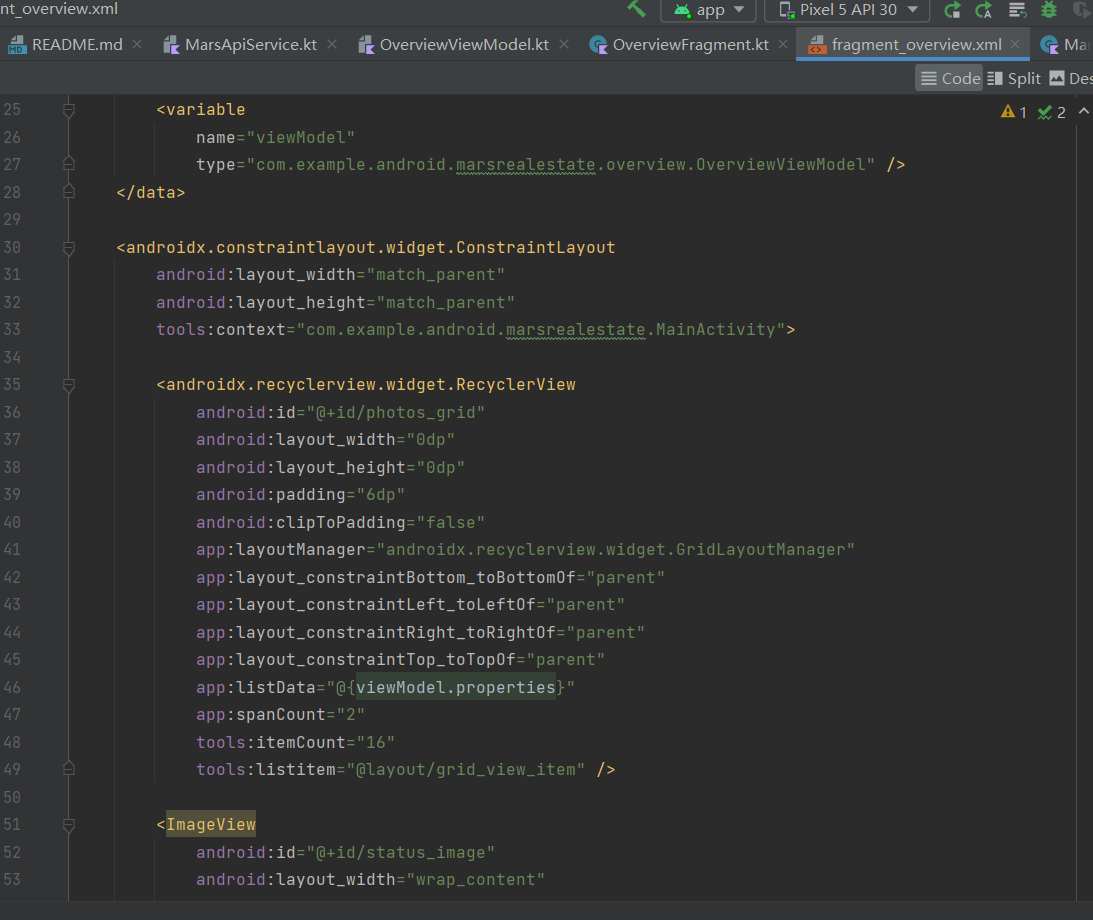 nt_overview.xml
app
Pixel 5 API 30
README.md
MarsApiService.kt
OverviewViewModel.kt
OverviewFragment.kt
fragment_overview.xml
Ma
Code
Split
Des
1
2
25 <variable
26 name="viewModel"
27 type="com.example.android.marsrealestate.overview.OverviewViewModel" />
28 </data>
29
30 <androidx.constraintlayout.widget.ConstraintLayout
31 android:layout_width="match_parent"
32 android:layout_height="match_parent"
33 tools:context="com.example.android.marsrealestate.MainActivity">
34
35 <androidx.recyclerview.widget.RecyclerView
36 android:id="@+id/photos_grid"
37 android:layout_width="0dp"
38 android:layout_height="0dp"
39 android:padding="6dp"
40 android:clipToPadding="false"
41 app:layoutManager="androidx.recyclerview.widget.GridLayoutManager"
42 app:layout_constraintBottom_toBottomOf="parent"
43 app:layout_constraintLeft_toLeftOf="parent"
44 app:layout_constraintRight_toRightOf="parent"
45 app:layout_constraintTop_toTopOf="parent"
46 app:listData="@{viewModel.properties}"
47 app:spanCount="2"
48 tools:itemCount="16"
49 tools:listitem="@layout/grid_view_item" />
50
51 <ImageView
52 android:id="@+id/status_image"
53 android:layout_width="wrap_content"